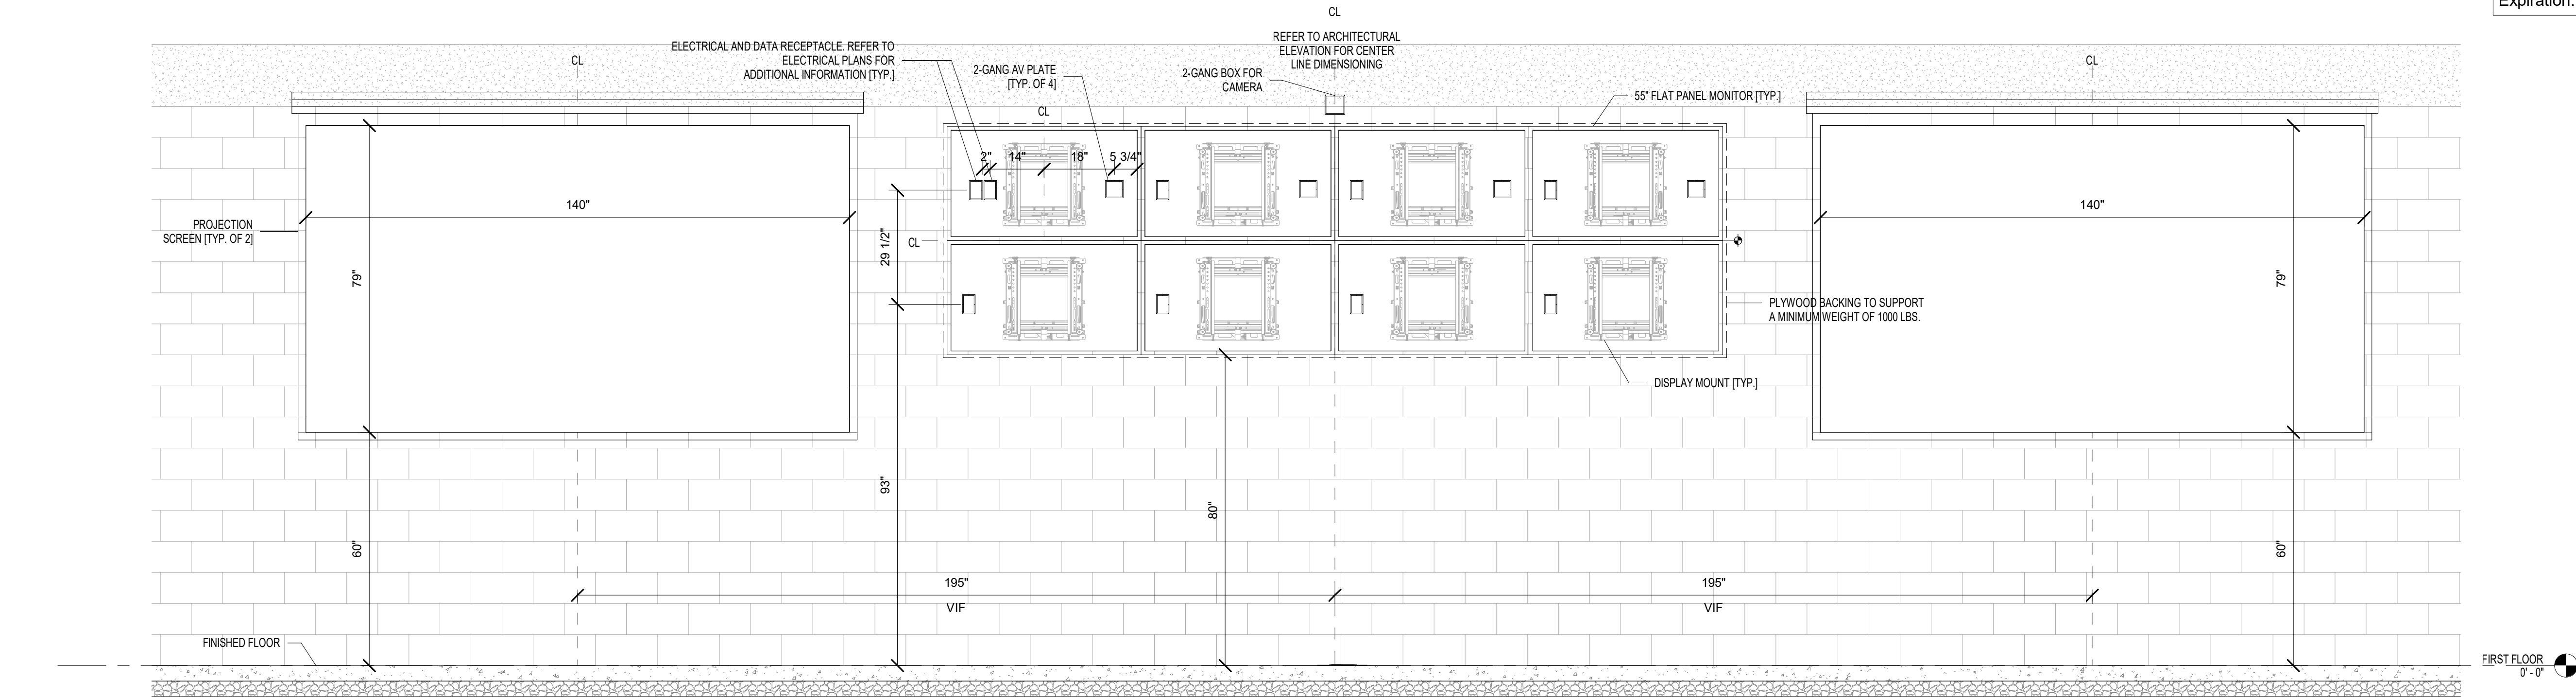 Expiration:
CL
REFER TO ARCHITECTURAL
ELEVATION FOR CENTER
LINE DIMENSIONING
ELECTRICAL AND DATA RECEPTACLE. REFER TO
ELECTRICAL PLANS FOR
ADDITIONAL INFORMATION [TYP.]
CL
CL
2-GANG AV PLATE
[TYP. OF 4]
2-GANG BOX FOR
CAMERA
55" FLAT PANEL MONITOR [TYP.]
CL
2"
14"
18"
5 3/4"
140"
140"
PROJECTION
SCREEN [TYP. OF 2]
29 1/2"
CL
79"
79"
PLYWOOD BACKING TO SUPPORT
A MINIMUM WEIGHT OF 1000 LBS.
DISPLAY MOUNT [TYP.]
93"
80"
60"
60"
195"
VIF
195"
VIF
FINISHED FLOOR
FIRST FLOOR
0' - 0"